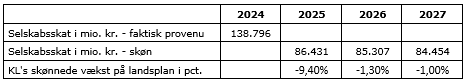 2024 2025 2026 2027
Selskabsskat i mio. kr. - faktisk provenu 138.796
Selskabsskat i mio. kr. - skøn 86.431 85.307 84.454
KL's skønnede vækst på landsplan i pct. -9,40% -1,30% -1,00%